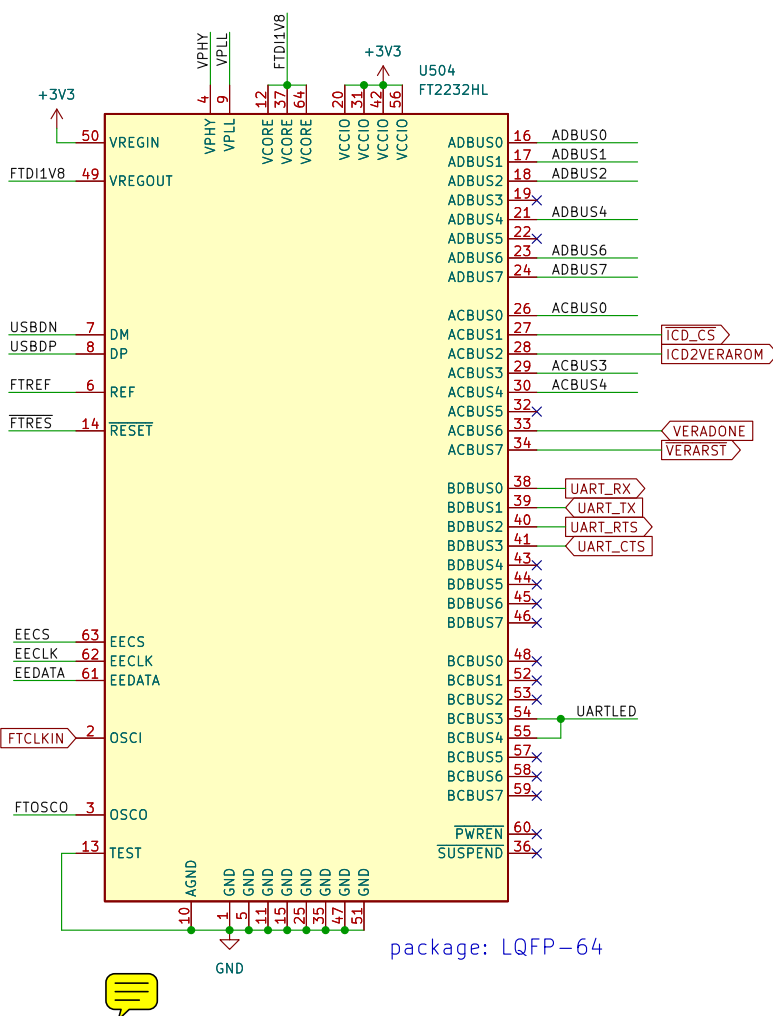 VPHY
VPLL
FTDI1V8
+3V3
U504
FT2232HL
+3V3
4
9
12
37
64
20
31
42
56
VPHY
VPLL
VCORE
VCORE
VCORE
VCCIO
VCCIO
VCCIO
VCCIO
50 VREGIN
FTDI1V8 49 VREGOUT
USBDN 7 DM
USBDP 8 DP
FTREF 6 REF
FTRES 14 RESET
EECS 63 EECS
EECLK 62 EECLK
EEDATA 61 EEDATA
FTCLKIN 2 OSCI
FTOSCO 3 OSCO
13 TEST
ADBUS0 16 ADBUS0
ADBUS1 17 ADBUS1
ADBUS2 18 ADBUS2
ADBUS3 19
ADBUS4 21 ADBUS4
ADBUS5 22
ADBUS6 23 ADBUS6
ADBUS7 24 ADBUS7
ACBUS0 26 ACBUS0
ACBUS1 27 ICD_CS
ACBUS2 28 ICD2VERAROM
ACBUS3 29 ACBUS3
ACBUS4 30 ACBUS4
ACBUS5 32
ACBUS6 33 VERADONE
ACBUS7 34 VERARST
BDBUS0 38 UART_RX
BDBUS1 39 UART_TX
BDBUS2 40 UART_RTS
BDBUS3 41 UART_CTS
BDBUS4 43
BDBUS5 44
BDBUS6 45
BDBUS7 46
BCBUS0 48
BCBUS1 52
BCBUS2 53
BCBUS3 54 UARTLED
BCBUS4 55
BCBUS5 57
BCBUS6 58
BCBUS7 59
PWREN 60
SUSPEND 36
AGND
GND
GND
GND
GND
GND
GND
GND
GND
10
1
5
11
15
25
35
47
51
GND
package: LQFP-64